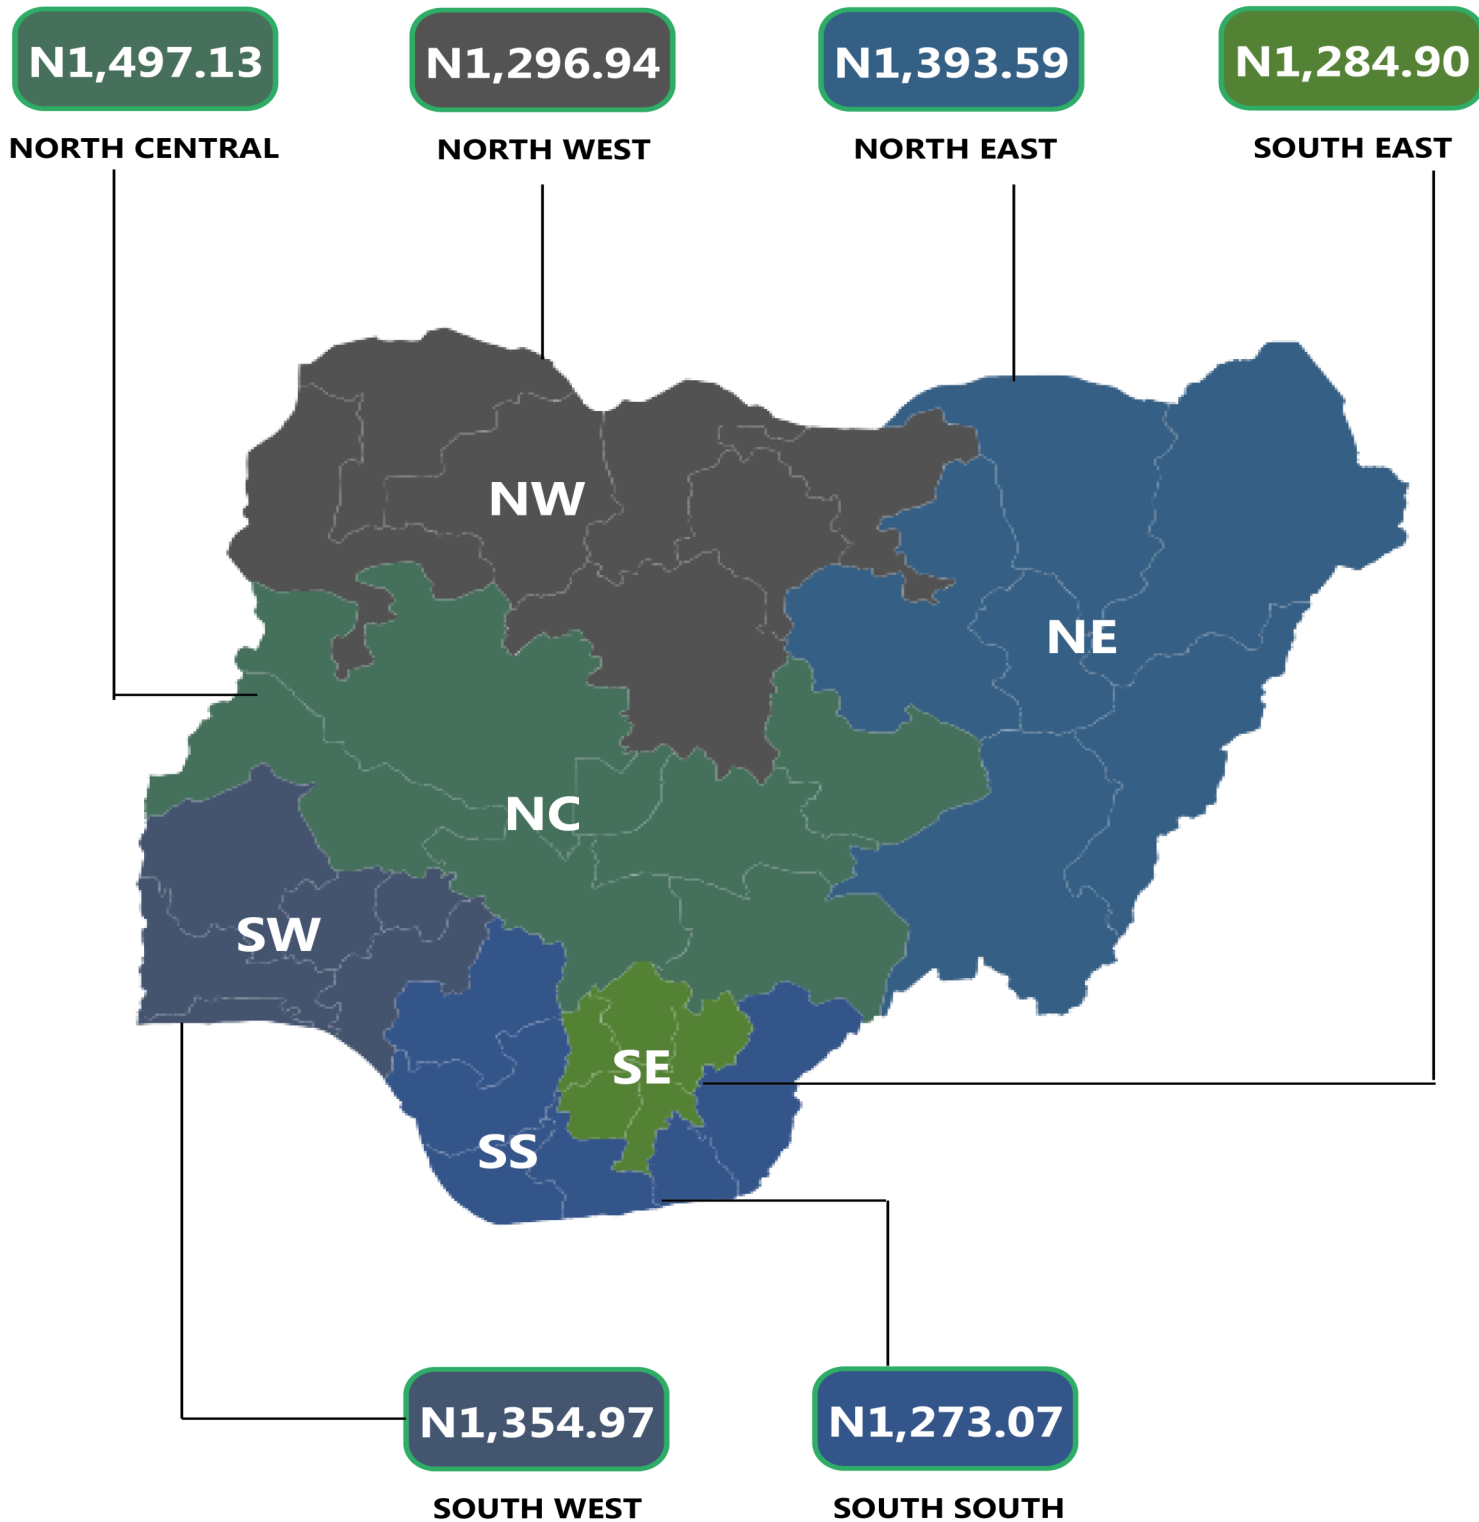 N1,497.13
NORTH CENTRAL
N1,296.94
NORTH WEST
N1,393.59
NORTH EAST
N1,284.90
SOUTH EAST
NW
NE
NC
SW
SE
SS
N1,354.97
SOUTH WEST
N1,273.07
SOUTH SOUTH